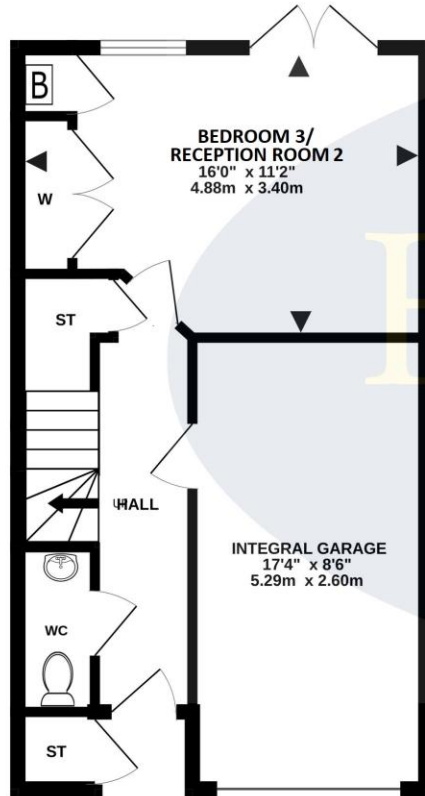 B
BEDROOM 3/
RECEPTION ROOM 2
16'0" x 11'2"
4.88m x 3.40m
W
ST
UP
HALL
INTEGRAL GARAGE
17'4" x 8'6"
5.29m x 2.60m
WC
ST